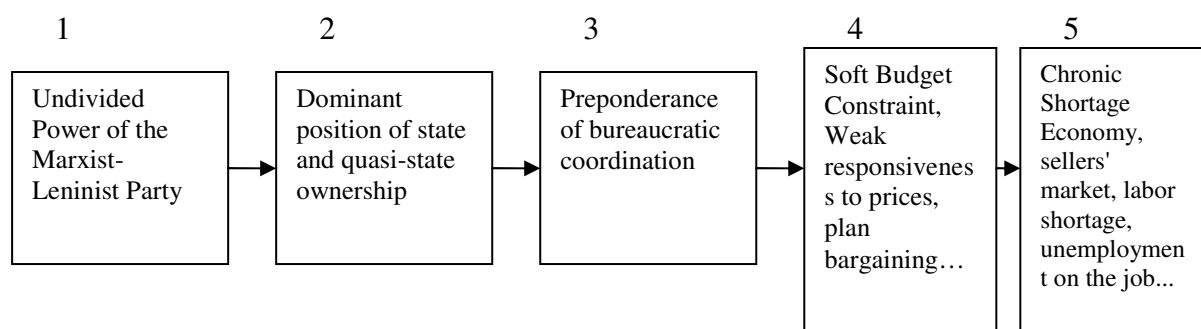 1
2
3
4
5
Undivided
Power of the
Marxist-
Leninist Party
Dominant
position of state
and quasi-state
ownership
Preponderance
of bureaucratic
coordination
Soft Budget
Constraint,
Weak
responsivenes
s to prices,
plan
bargaining…
Chronic
Shortage
Economy,
sellers'
market, labor
shortage,
unemploymen
t on the job...